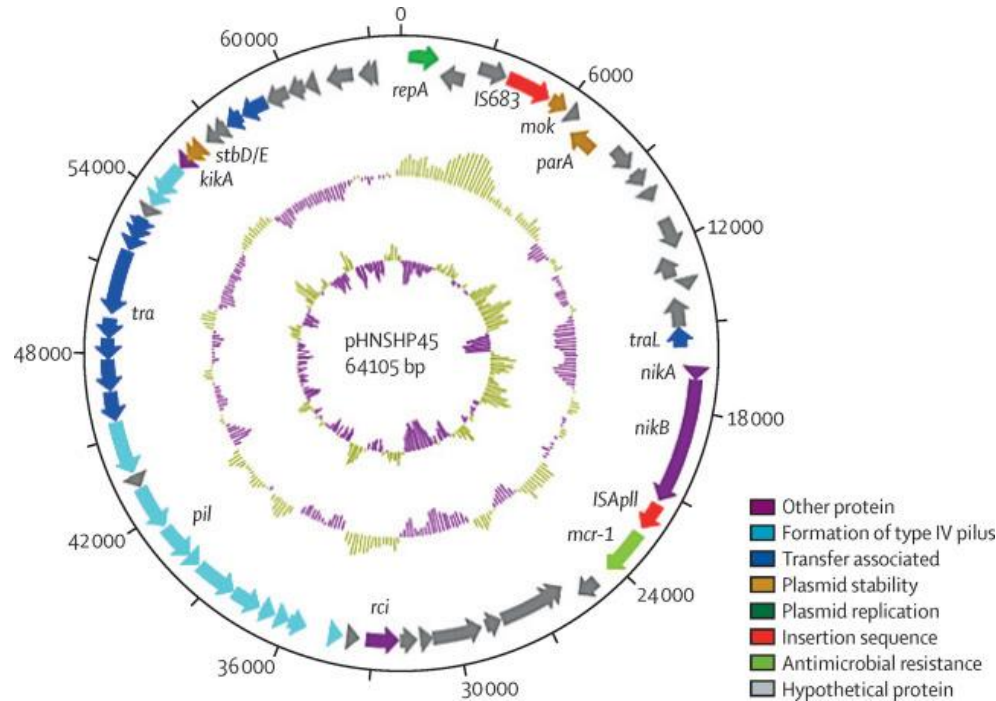 0
60000
repA
IS683
6000
mok
parA
stbD/E
kikA
54000
12000
tra
pHNSHP45
64105 bp
traL
48000
nikA
nikB
18000
ISApll
mcr-1
pil
42000
24000
rci
36000
30000
Other protein
Formation of type IV pilus
Transfer associated
Plasmid stability
Plasmid replication
Insertion sequence
Antimicrobial resistance
Hypothetical protein